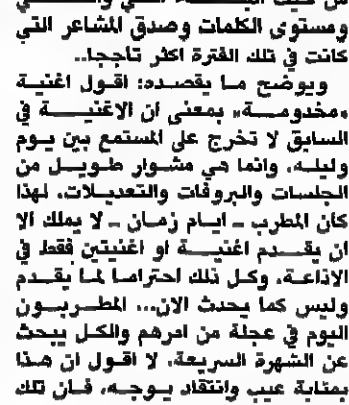 ومستوى الكلمات وصدق المشاعر التي
كانت في تلك الفترة اكثر تاججا..
ويوضح ما يقصده: اقول اغنية
«مخدومة» بمعنى ان الاغنية في
السابق لا تخرج على المستمع بين يوم
وليله، وانما هي مشوار طويل من
الجلسات والبروفات والتعديلات، لهذا
كان المطرب ـ ايام زمان ـ لا يملك الا
ان يقدم اغنية او اغنيتين فقط في
الاذاعة، وكل ذلك احتراما لما يقدم
وليس كما يحدث الان... المطربون
اليوم في عجلة من امرهم والكل يبحث
عن الشهرة السريعة، لا اقول ان هذا
بمثابة عيب وانتقاد يوجه، فان تلك